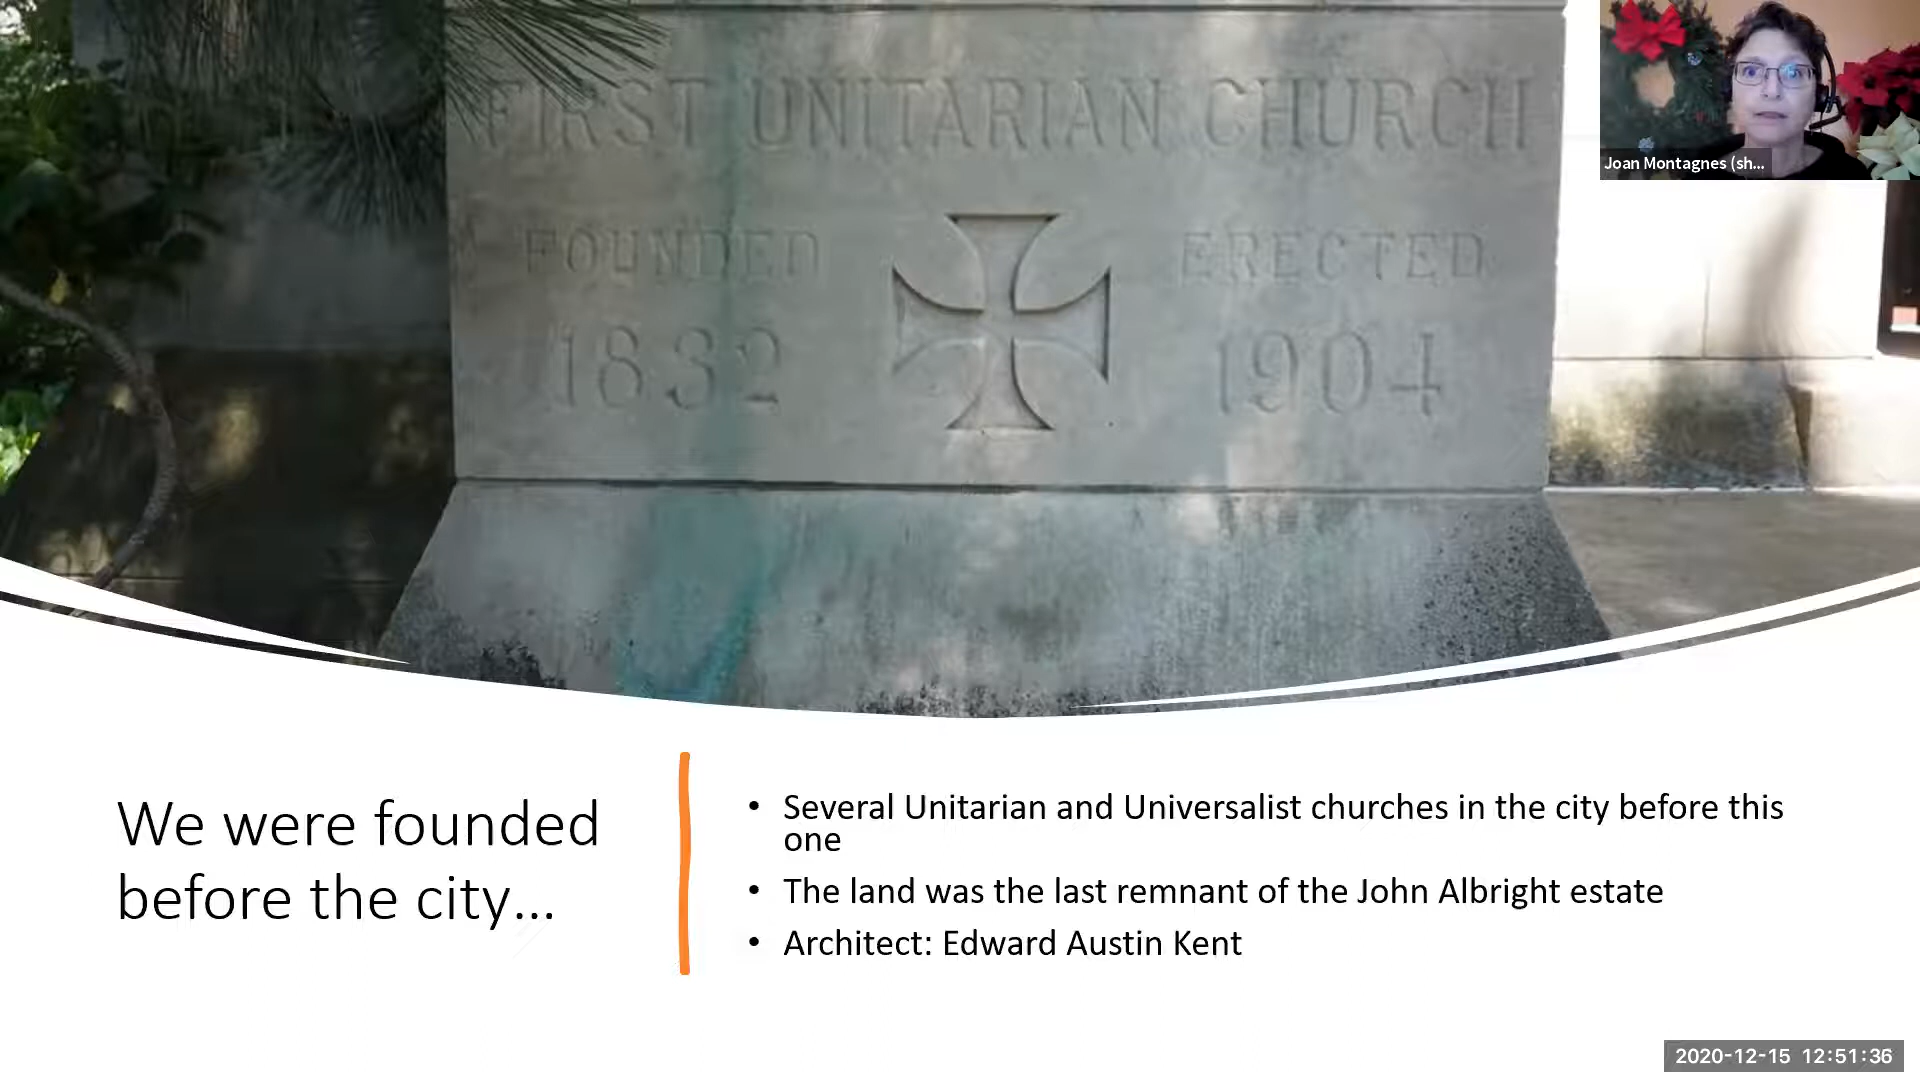 FIRST UNITARIAN CHURCH
FOUNDED
ERECTED
1832
1904
Joan Montagnes (sh...
We were founded
before the city...
• Several Unitarian and Universalist churches in the city before this
one
• The land was the last remnant of the John Albright estate
• Architect: Edward Austin Kent
2020-12-15 12:51:36